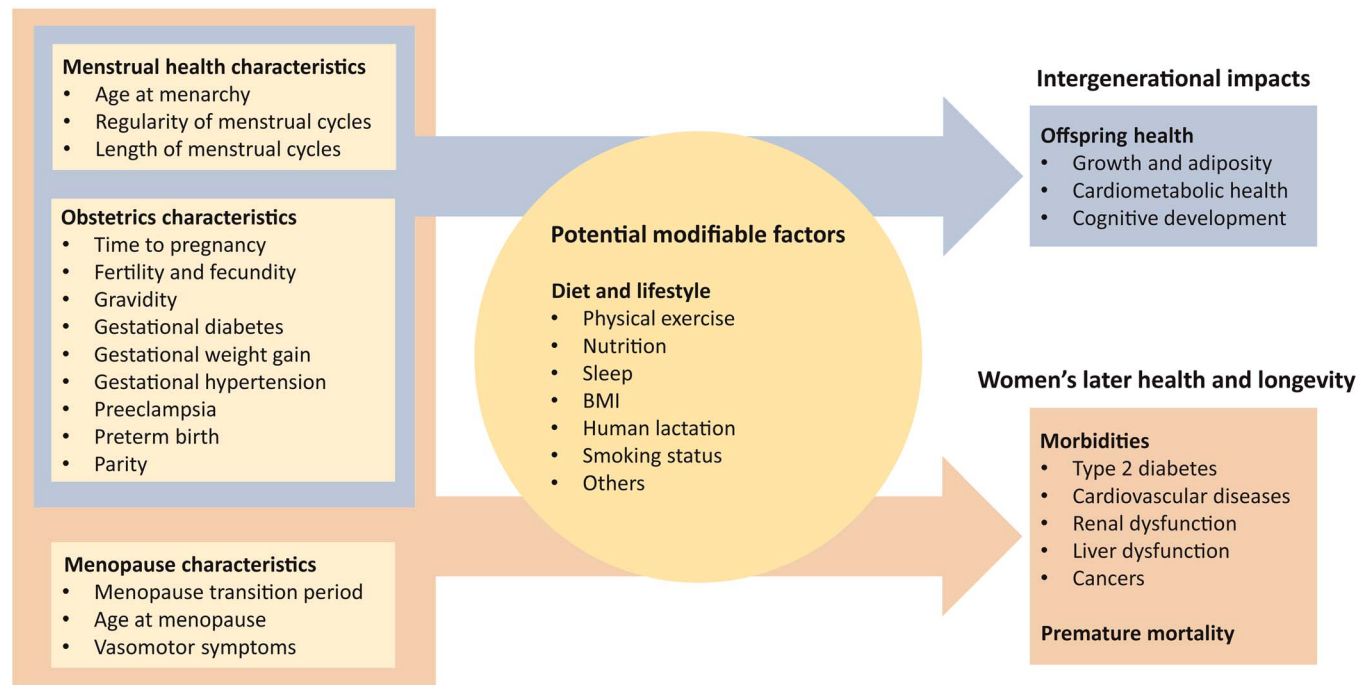 Menstrual health characteristics
• Age at menarchy
• Regularity of menstrual cycles
• Length of menstrual cycles
Obstetrics characteristics
• Time to pregnancy
• Fertility and fecundity
• Gravidity
• Gestational diabetes
• Gestational weight gain
• Gestational hypertension
• Preeclampsia
• Preterm birth
• Parity
Menopause characteristics
• Menopause transition period
• Age at menopause
• Vasomotor symptoms
Potential modifiable factors
Diet and lifestyle
• Physical exercise
• Nutrition
• Sleep
• BMI
• Human lactation
• Smoking status
• Others
Intergenerational impacts
Offspring health
• Growth and adiposity
• Cardiometabolic health
• Cognitive development
Women’s later health and longevity
Morbidities
• Type 2 diabetes
• Cardiovascular diseases
• Renal dysfunction
• Liver dysfunction
• Cancers
Premature mortality